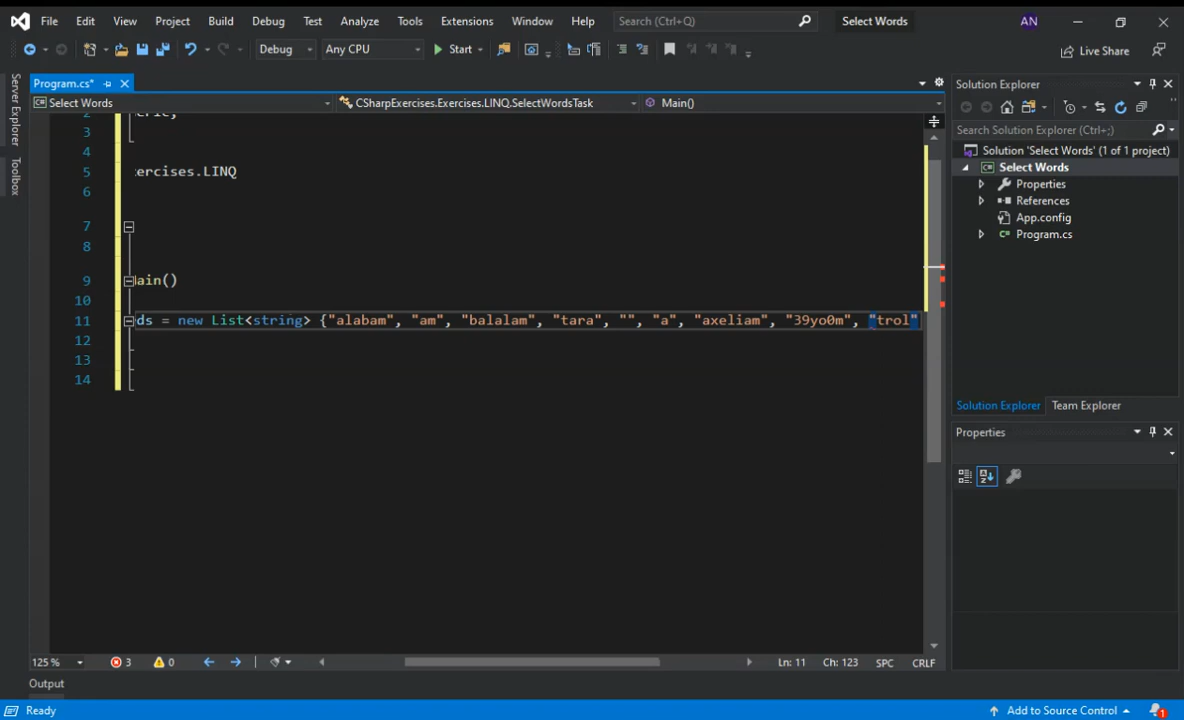 File Edit View Project Build Debug Test Analyze Tools Extensions Window Help Search (Ctrl+Q) Select Words AN
Debug Any CPU Start Live Share
Server Explorer
Toolbox
Program.cs*
Select Words CSharpExercises.Exercises.LINQ.SelectWordsTask Main()
2
3
4
5 ercises.LINQ
6
7
8
9 ain()
10
11 ds = new List<string> {"alabam", "am", "balalam", "tara", "", "a", "axeliam", "39yo0m", "trol"
12
13
14
125 % 3 0 Ln: 11 Ch: 123 SPC CRLF
Output
Solution Explorer
Search Solution Explorer (Ctrl+;)
Solution 'Select Words' (1 of 1 project)
Select Words
Properties
References
App.config
Program.cs
Solution Explorer Team Explorer
Properties
Ready Add to Source Control 1